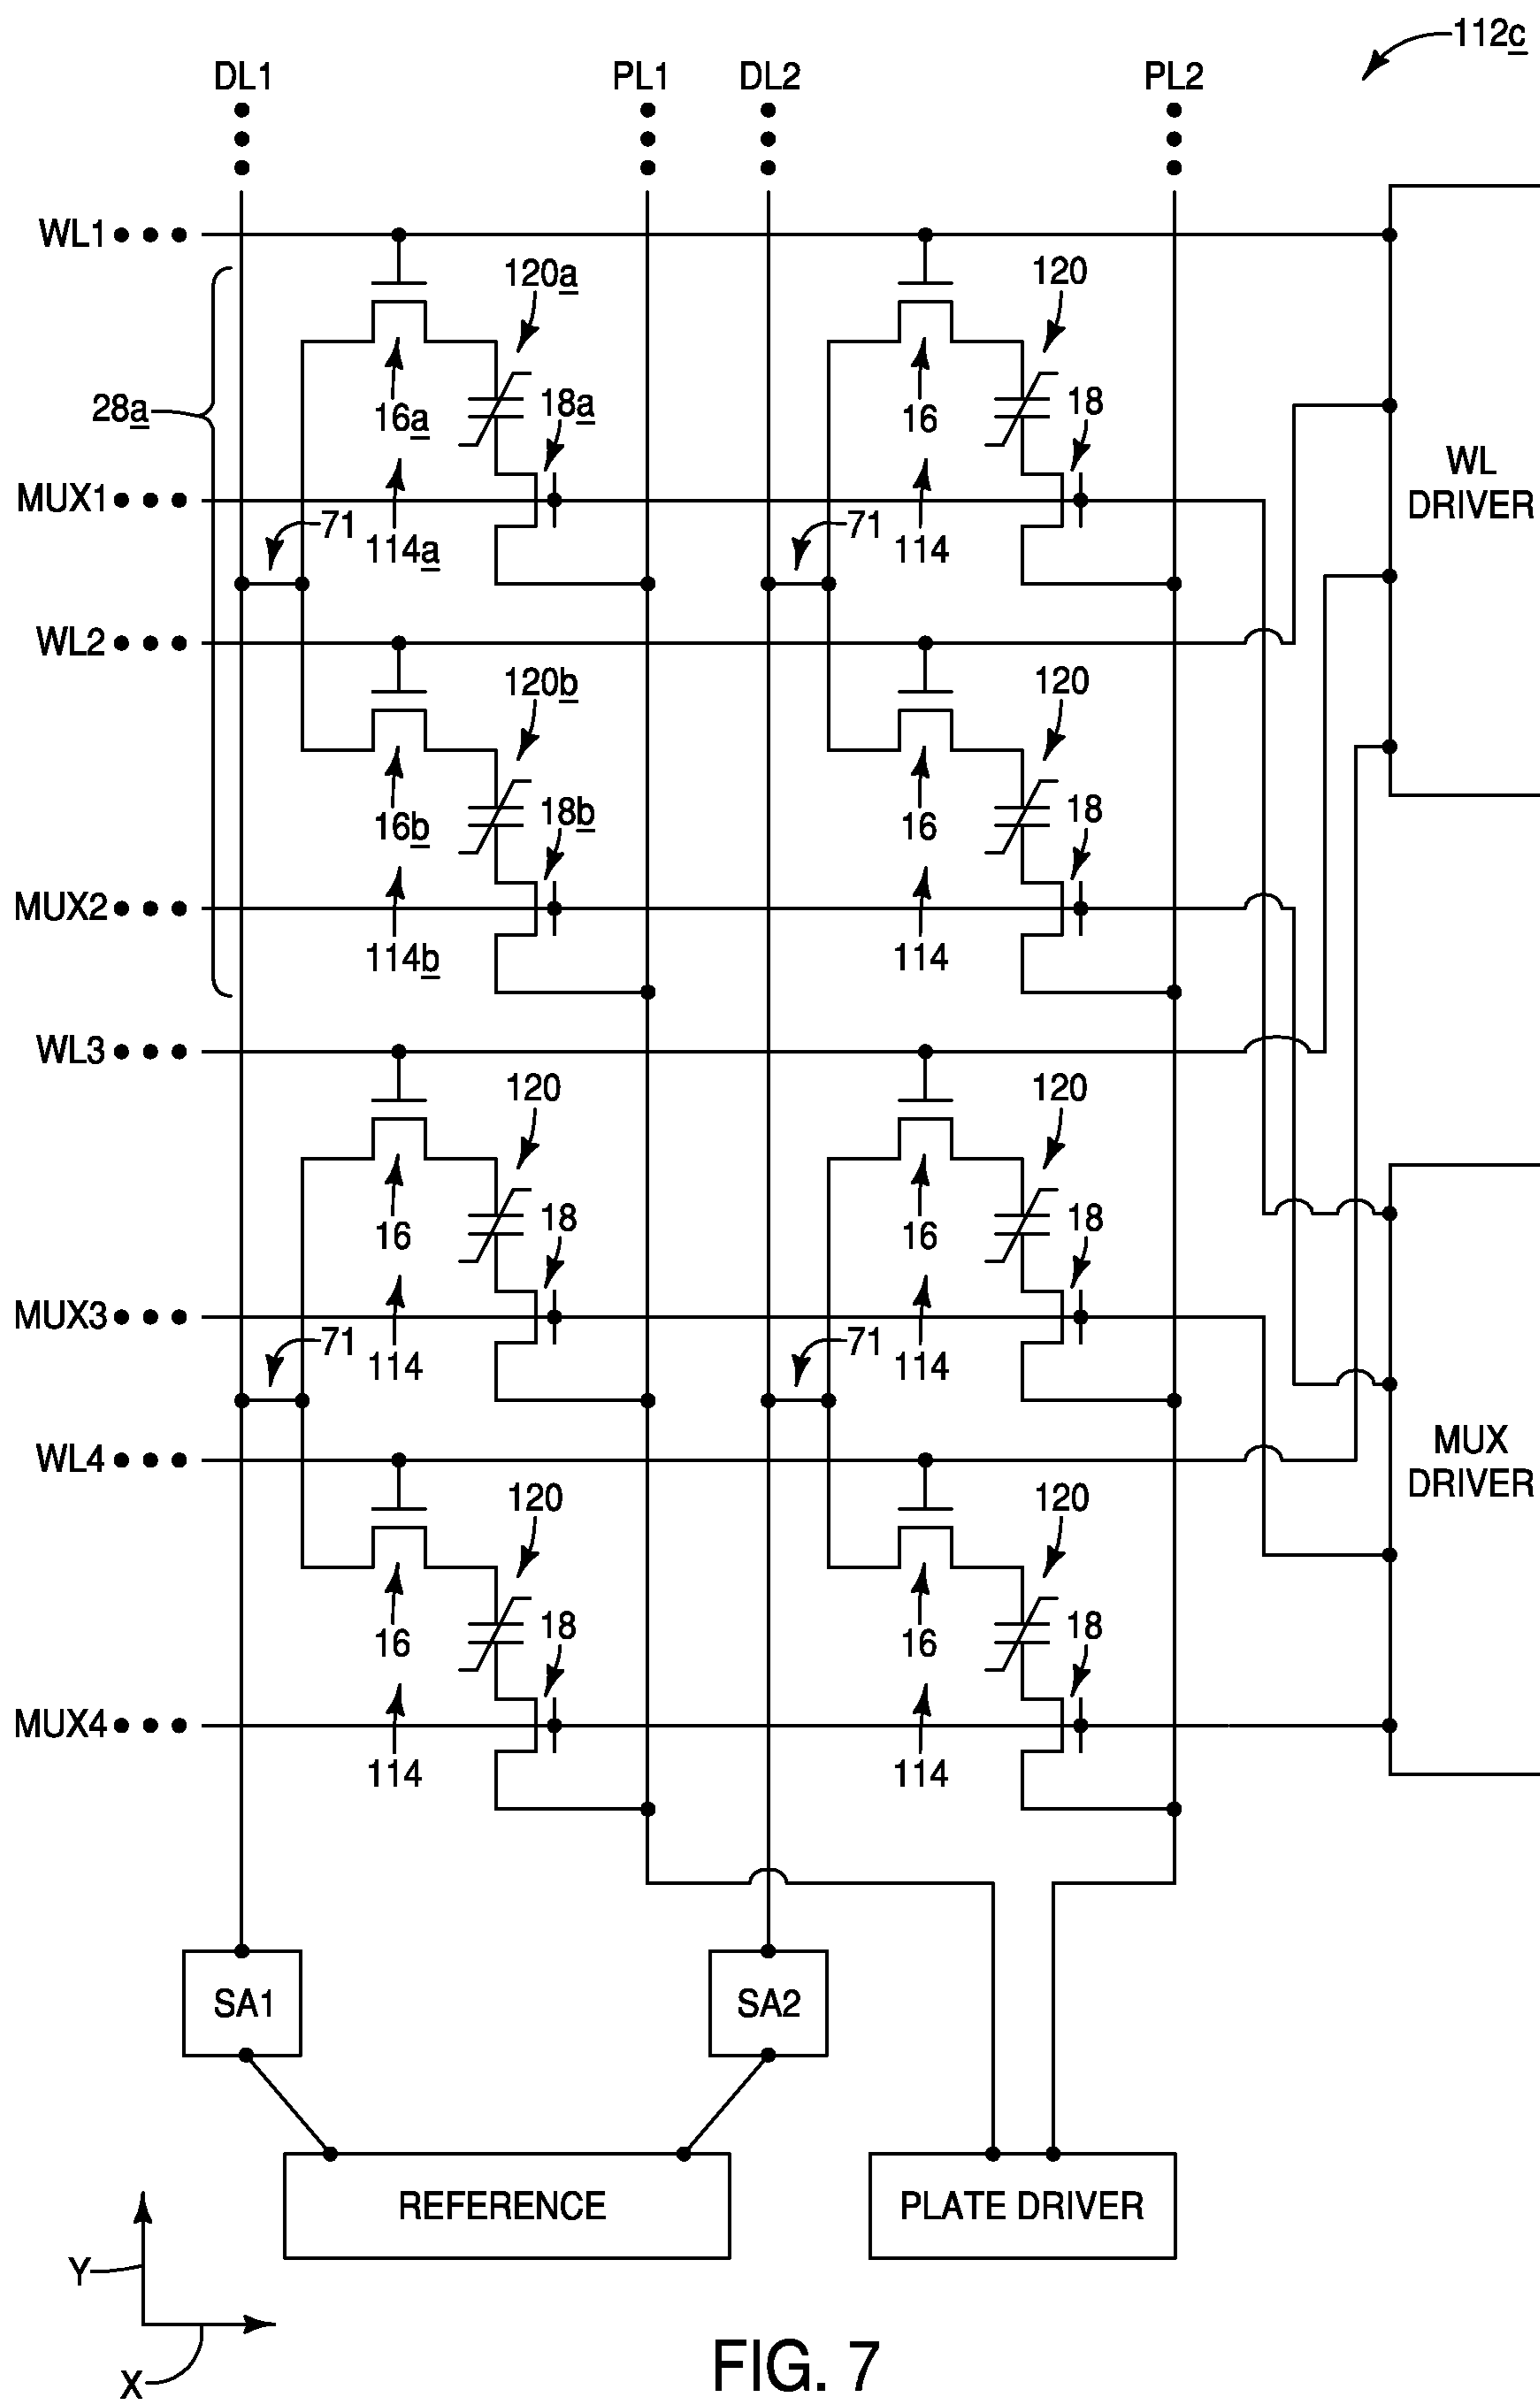 112c
DL1 PL1 DL2 PL2
WL1
120a 120
28a 16a 18a 16 18
WL DRIVER
MUX1
71 114a 71 114
WL2
120b 120
16b 18b 16 18
MUX2
114b 114
WL3
120 120
16 18 16 18
MUX3
71 114 71 114
MUX DRIVER
WL4
120 120
16 18 16 18
MUX4
114 114
SA1 SA2
REFERENCE PLATE DRIVER
Y
X
FIG. 7